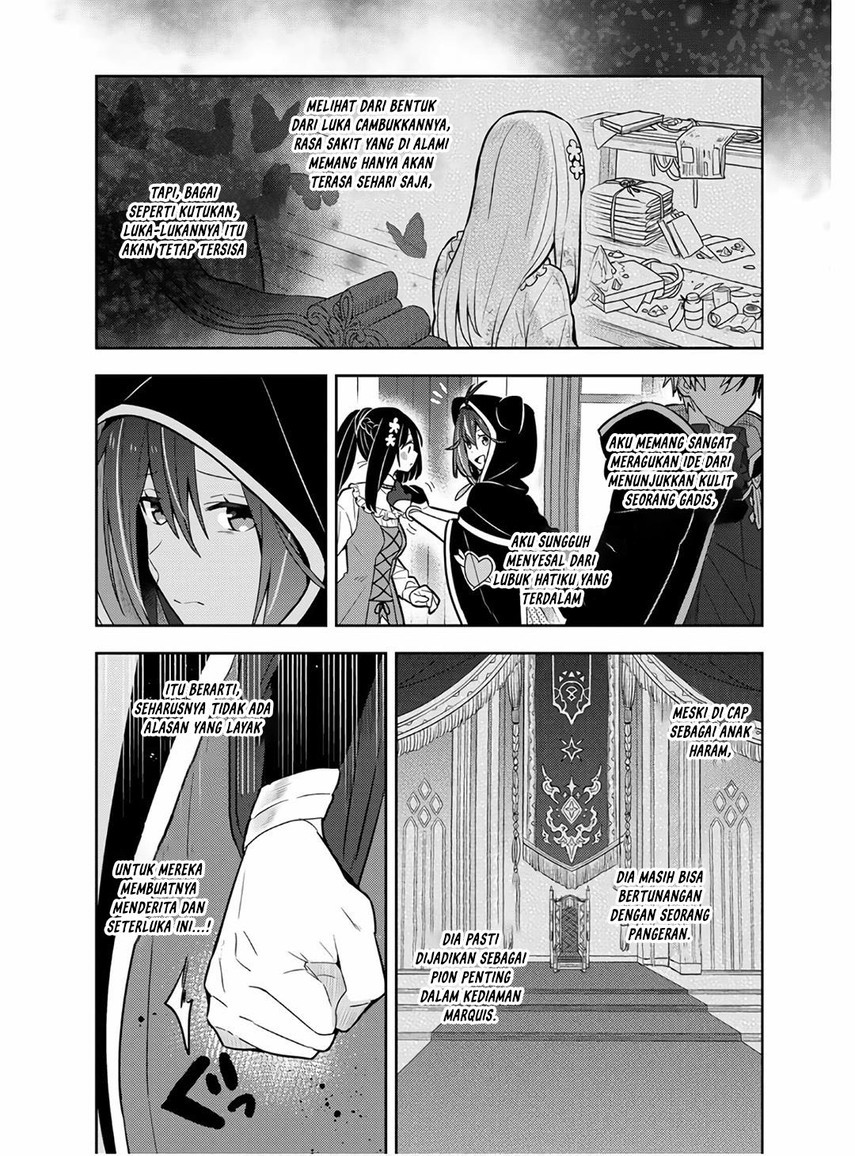 MELIHAT DARI BENTUK
DARI LUKA CAMBUKKANNYA,
RASA SAKIT YANG DI ALAMI
MEMANG HANYA AKAN
TERASA SEHARI SAJA,
TAPI, BAGAI
SEPERTI KUTUKAN,
LUKA-LUKANNYA ITU
AKAN TETAP TERSISA
AKU MEMANG SANGAT
MERAGUKAN IDE DARI
MENUNJUKKAN KULIT
SEORANG GADIS,
AKU SUNGGUH
MENYESAL DARI
LUBUK HATIKU YANG
TERDALAM
ITU BERARTI,
SEHARUSNYA TIDAK ADA
ALASAN YANG LAYAK
UNTUK MEREKA
MEMBUATNYA
MENDERITA DAN
SETERLUKA INI...!
ぐっ
MESKI DI CAP
SEBAGAI ANAK
HARAM,
DIA MASIH BISA
BERTUNANGAN
DENGAN SEORANG
PANGERAN.
DIA PASTI
DIJADIKAN SEBAGAI
PION PENTING
DALAM KEDIAMAN
MARQUIS.